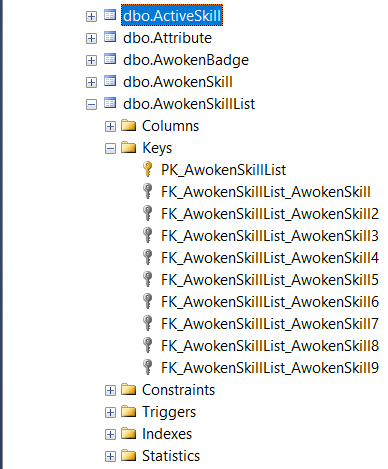 dbo.ActiveSkill
dbo.Attribute
dbo.AwokenBadge
dbo.AwokenSkill
dbo.AwokenSkillList
Columns
Keys
PK_AwokenSkillList
FK_AwokenSkillList_AwokenSkill
FK_AwokenSkillList_AwokenSkill2
FK_AwokenSkillList_AwokenSkill3
FK_AwokenSkillList_AwokenSkill4
FK_AwokenSkillList_AwokenSkill5
FK_AwokenSkillList_AwokenSkill6
FK_AwokenSkillList_AwokenSkill7
FK_AwokenSkillList_AwokenSkill8
FK_AwokenSkillList_AwokenSkill9
Constraints
Triggers
Indexes
Statistics